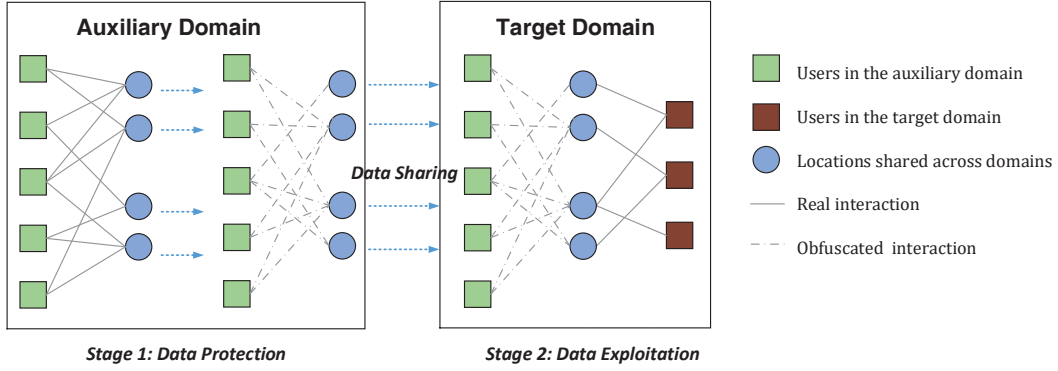 Auxiliary Domain
Target Domain
Data Sharing
Users in the auxiliary domain
Users in the target domain
Locations shared across domains
Real interaction
Obfuscated interaction
Stage 1: Data Protection
Stage 2: Data Exploitation